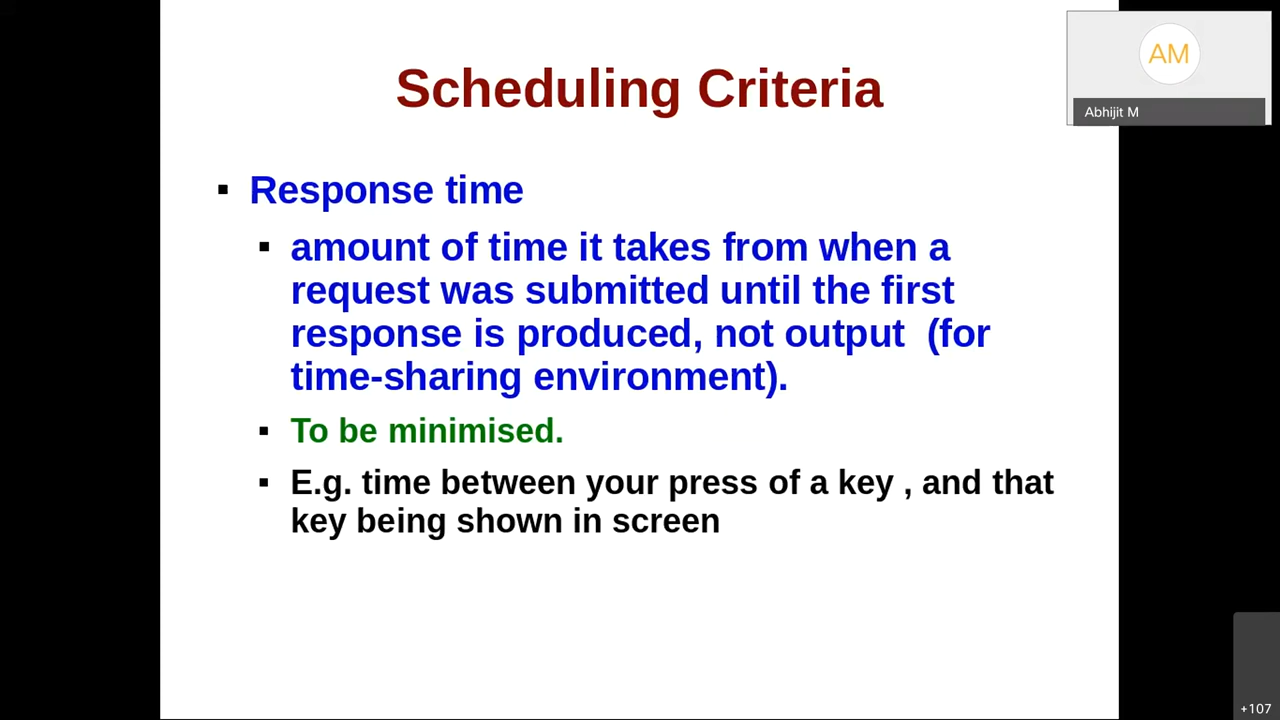 Scheduling Criteria
AM
Abhijit M
▪ Response time
▪ amount of time it takes from when a
request was submitted until the first
response is produced, not output (for
time-sharing environment).
▪ To be minimised.
▪ E.g. time between your press of a key , and that
key being shown in screen
+107